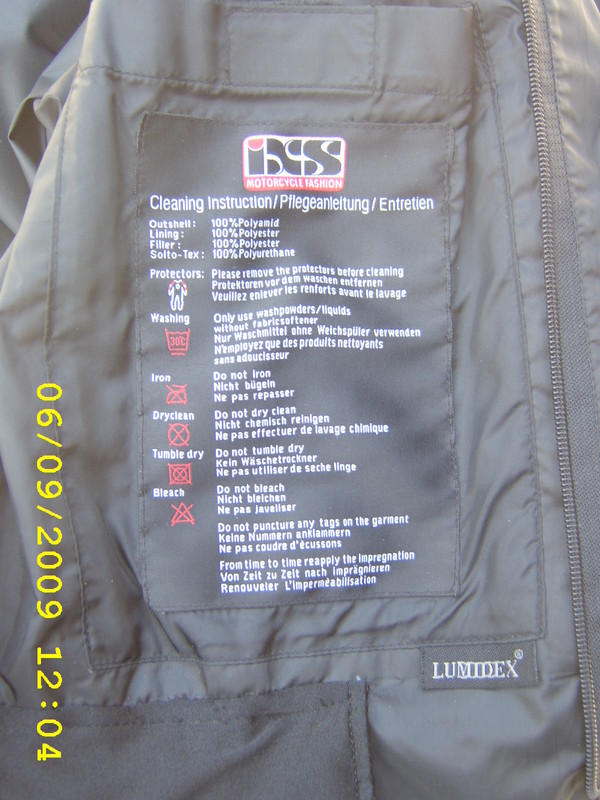 iXS
MOTORCYCLE FASHION
Cleaning Instruction/Pflegeanleitung/Entretien
Outshell: 100%Polyamid
Lining: 100%Polyester
Filler: 100%Polyester
Solto-Tex: 100%Polyurethane
Protectors: Please remove the protectors before cleaning
Protektoren vor dem waschen entfernen
Veuillez enlever les renforts avant le lavage
Washing Only use washpowders/liquids
without fabricsoftener
30°C Nur Waschmittel ohne Weichspüler verwenden
N'employez que des produits nettoyants
sans adoucisseur
Iron Do not iron
Nicht bügeln
Ne pas repasser
Dryclean Do not dry clean
Nicht chemisch reinigen
Ne pas effectuer de lavage chimique
Tumble dry Do not tumble dry
Kein Wäschetrockner
Ne pas utiliser de seche linge
Bleach Do not bleach
Nicht bleichen
Ne pas javeliser
Do not puncture any tags on the garment
Keine Nummern anklammern
Ne pas coudre d'écussons
From time to time reapply the impregnation
Von Zeit zu Zeit nach imprägnieren
Renouveler L'imperméabilisation
LUMIDEX®
06/09/2009 12:04